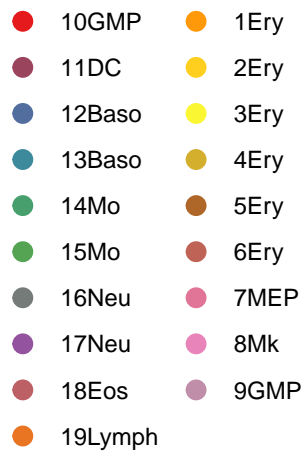 10GMP
11DC
12Baso
13Baso
14Mo
15Mo
16Neu
17Neu
18Eos
19Lymph
1Ery
2Ery
3Ery
4Ery
5Ery
6Ery
7MEP
8Mk
9GMP